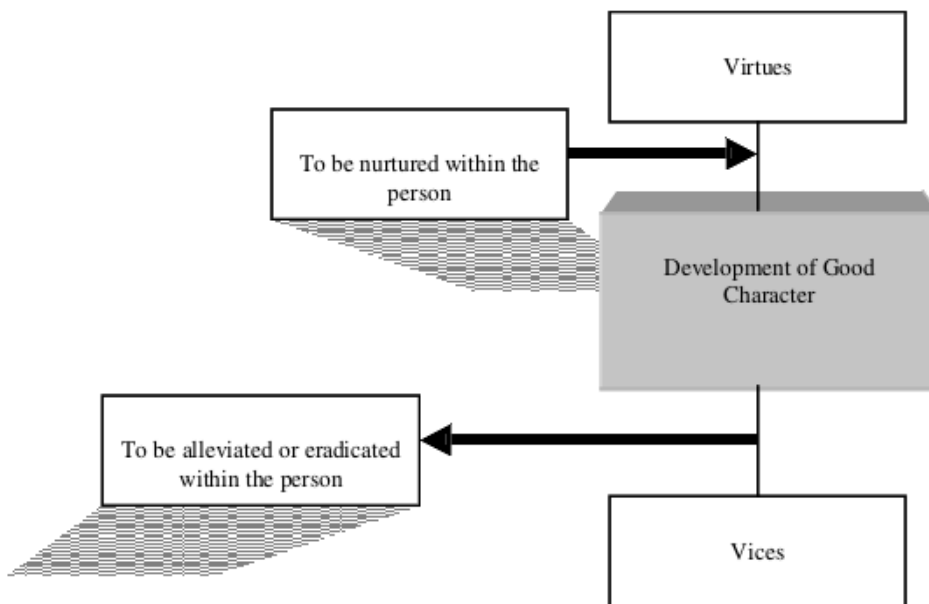 Virtues
To be nurtured within the
person
Development of Good
Character
To be alleviated or eradicated
within the person
Vices